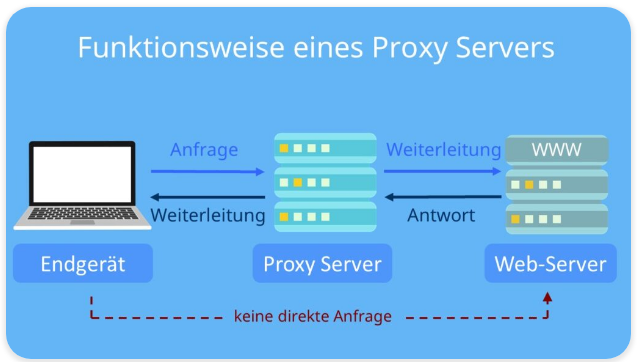 Funktionsweise eines Proxy Servers
Anfrage
Weiterleitung
WWW
Weiterleitung
Antwort
Endgerät
Proxy Server
Web-Server
keine direkte Anfrage